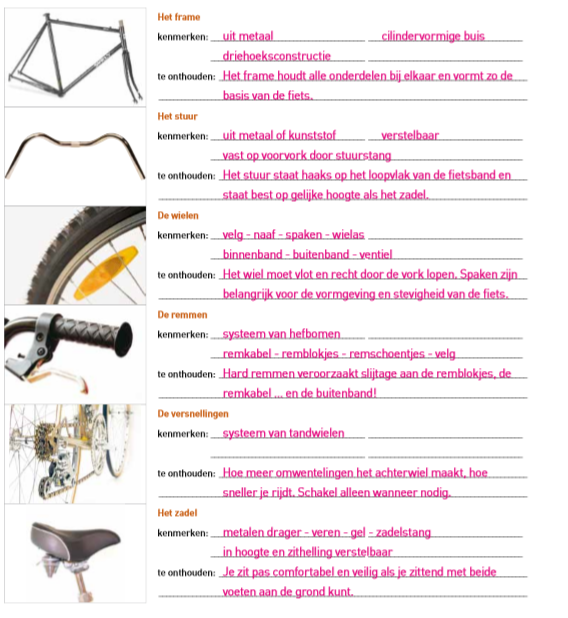 Het frame
kenmerken: uit metaal cilindervormige buis
driehoeksconstructie
te onthouden: Het frame houdt alle onderdelen bij elkaar en vormt zo de
basis van de fiets.
Het stuur
kenmerken: uit metaal of kunststof verstelbaar
vast op voorvork door stuurstang
te onthouden: Het stuur staat haaks op het loopvlak van de fietsband en
staat best op gelijke hoogte als het zadel.
De wielen
kenmerken: velg - naaf - spaken - wielas
binnenband - buitenband - ventiel
te onthouden: Het wiel moet vlot en recht door de vork lopen. Spaken zijn
belangrijk voor de vormgeving en stevigheid van de fiets.
De remmen
kenmerken: systeem van hefbomen
remkabel - remblokjes - remschoentjes - velg
te onthouden: Hard remmen veroorzaakt slijtage aan de remblokjes, de
remkabel ... en de buitenband!
De versnellingen
kenmerken: systeem van tandwielen
te onthouden: Hoe meer omwentelingen het achterwiel maakt, hoe
sneller je rijdt. Schakel alleen wanneer nodig.
Het zadel
kenmerken: metalen drager - veren - gel - zadelstang
in hoogte en zithelling verstelbaar
te onthouden: Je zit pas comfortabel en veilig als je zittend met beide
voeten aan de grond kunt.